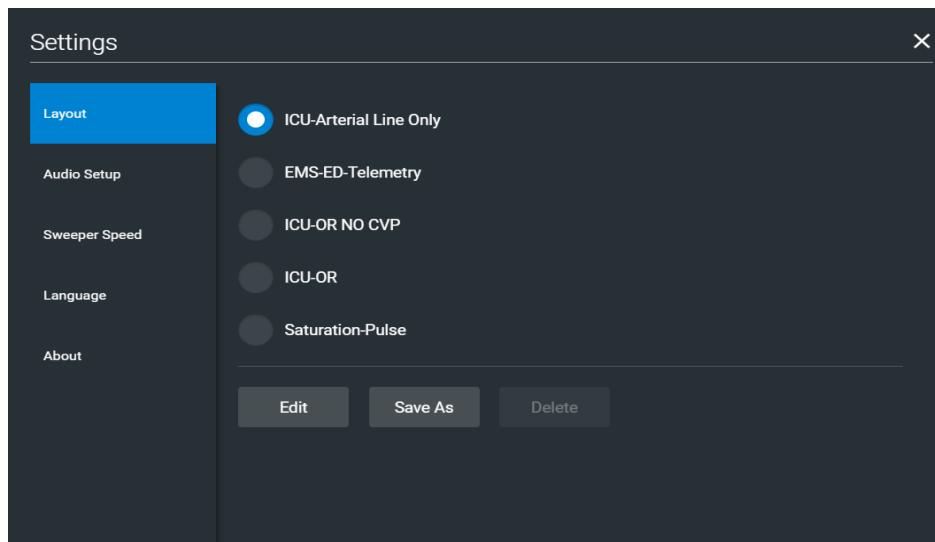 Settings
Layout
Audio Setup
Sweeper Speed
Language
About
ICU-Arterial Line Only
EMS-ED-Telemetry
ICU-OR NO CVP
ICU-OR
Saturation-Pulse
Edit
Save As
Delete